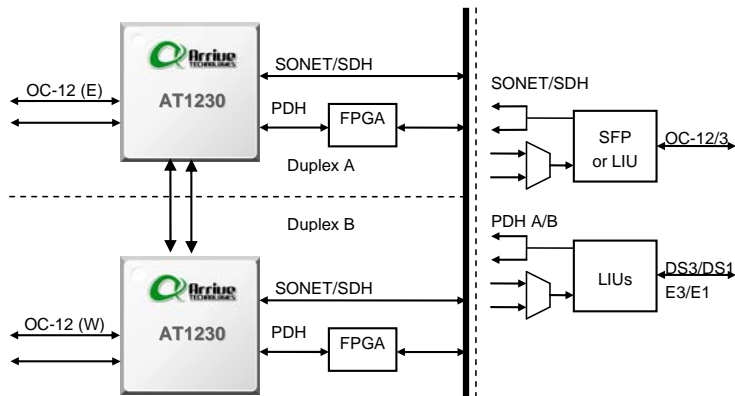 Arrive
TECHNOLOGIES
AT1230
OC-12 (E)
SONET/SDH
PDH
FPGA
Duplex A
Duplex B
Arrive
TECHNOLOGIES
AT1230
OC-12 (W)
SONET/SDH
PDH
FPGA
SONET/SDH
SFP
or LIU
OC-12/3
PDH A/B
LIUs
DS3/DS1
E3/E1